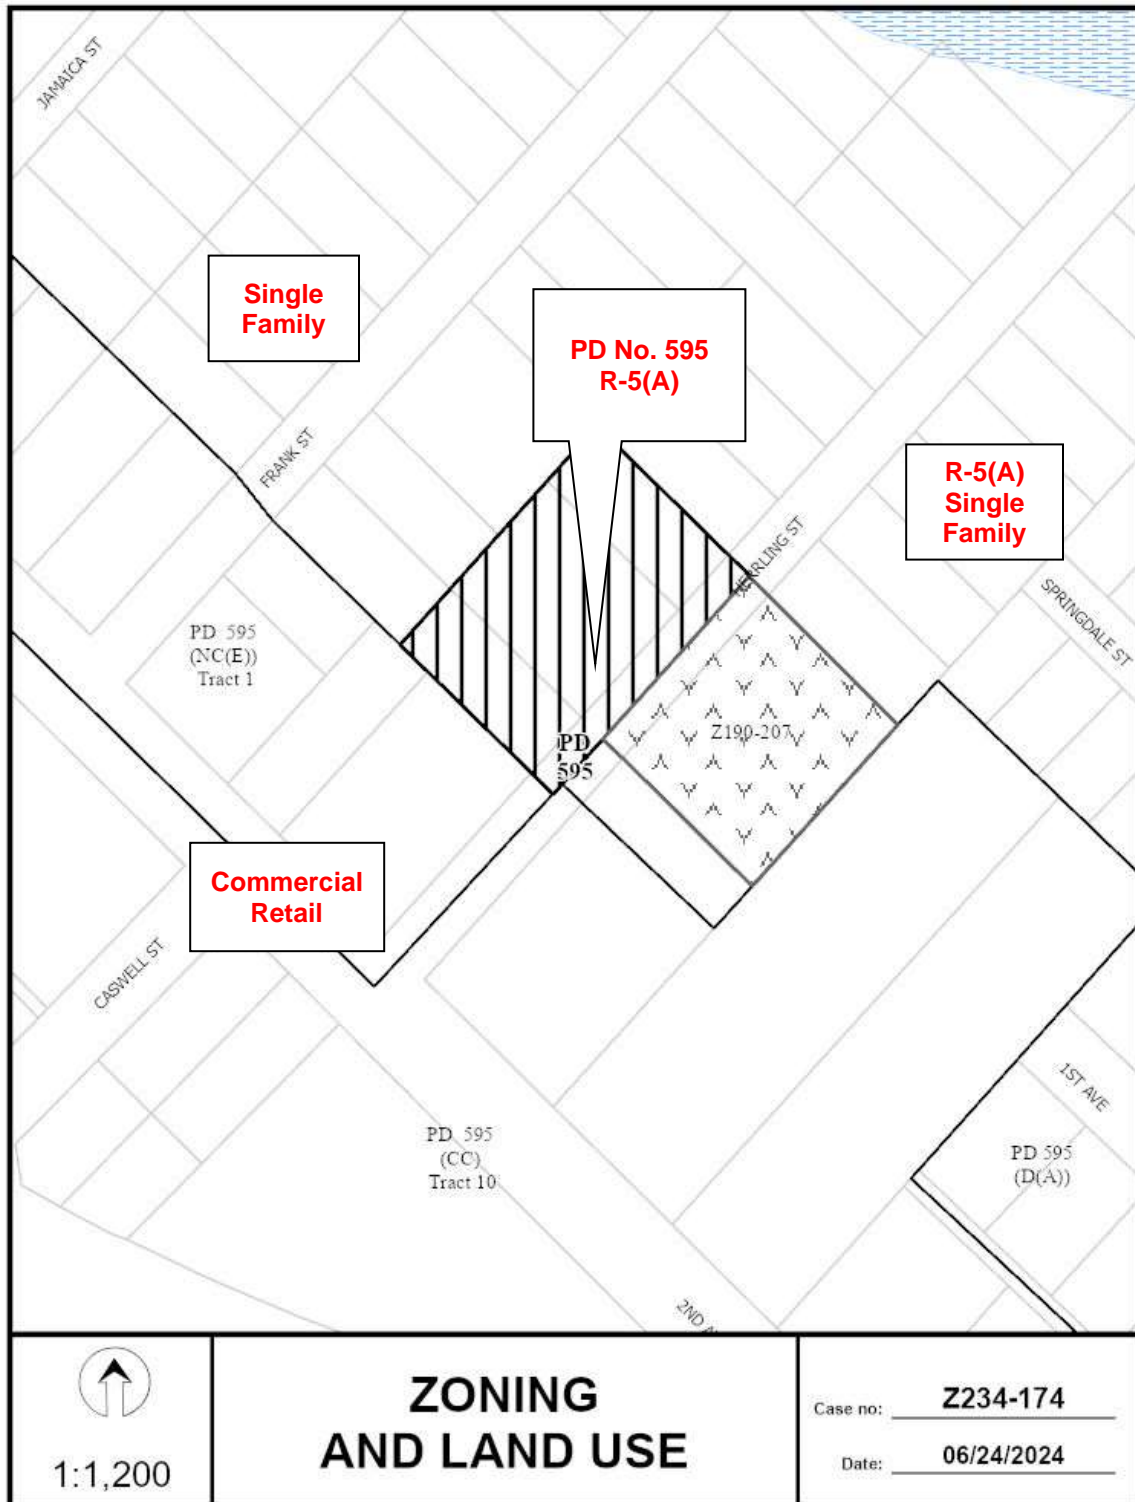 JAMAICA ST
Single
Family
PD No. 595
R-5(A)
FRANK ST
R-5(A)
Single
Family
HERRLING ST
SPRINGDALE ST
PD 595
(NC(E))
Tract 1
Z190-207
PD
595
Commercial
Retail
CASWELL ST
1ST AVE
PD 595
(CC)
Tract 10
PD 595
(D(A))
2ND
1:1,200
ZONING
AND LAND USE
Case no: Z234-174
Date: 06/24/2024